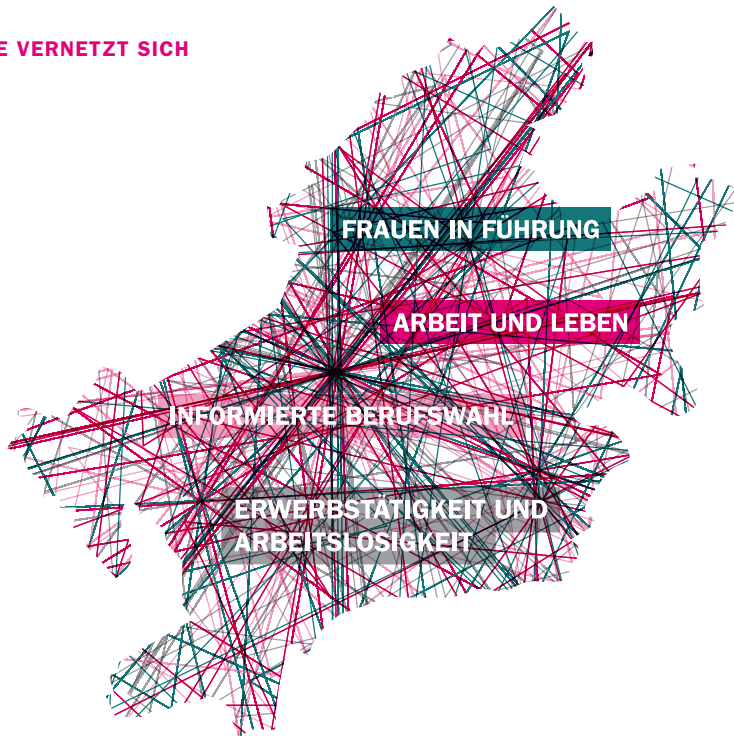 E VERNETZT SICH
FRAUEN IN FÜHRUNG
ARBEIT UND LEBEN
INFORMIERTE BERUFSWAHL
ERWERBSTÄTIGKEIT UND
ARBEITSLOSIGKEIT